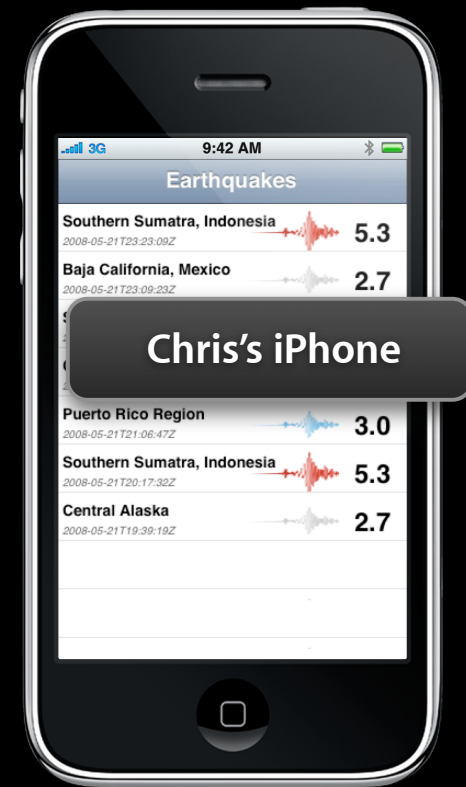 3G 9:42 AM
Earthquakes
Southern Sumatra, Indonesia 5.3
2008-05-21T23:23:09Z
Baja California, Mexico 2.7
2008-05-21T23:09:23Z
Chris’s iPhone
Puerto Rico Region 3.0
2008-05-21T21:06:47Z
Southern Sumatra, Indonesia 5.3
2008-05-21T20:17:32Z
Central Alaska 2.7
2008-05-21T19:39:19Z